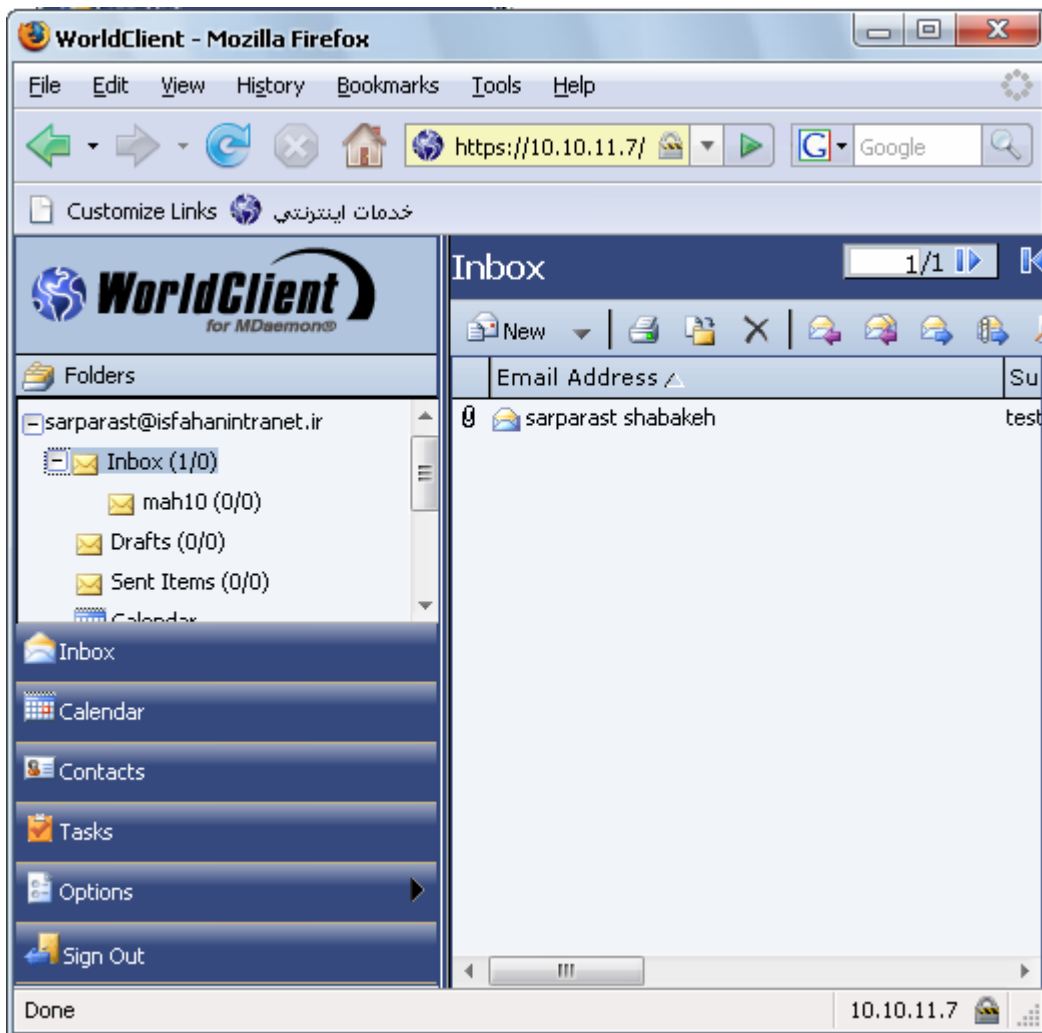 WorldClient - Mozilla Firefox
File Edit View History Bookmarks Tools Help
https://10.10.11.7/ G Google
Customize Links خدمات اينترنتي
WorldClient
for MDaemon®
Inbox 1/1
New
Folders
Email Address Su
sarparast@isfahanintranet.ir
sarparast shabakeh test
Inbox (1/0)
mah10 (0/0)
Drafts (0/0)
Sent Items (0/0)
Calendar
Inbox
Calendar
Contacts
Tasks
Options
Sign Out
Done 10.10.11.7